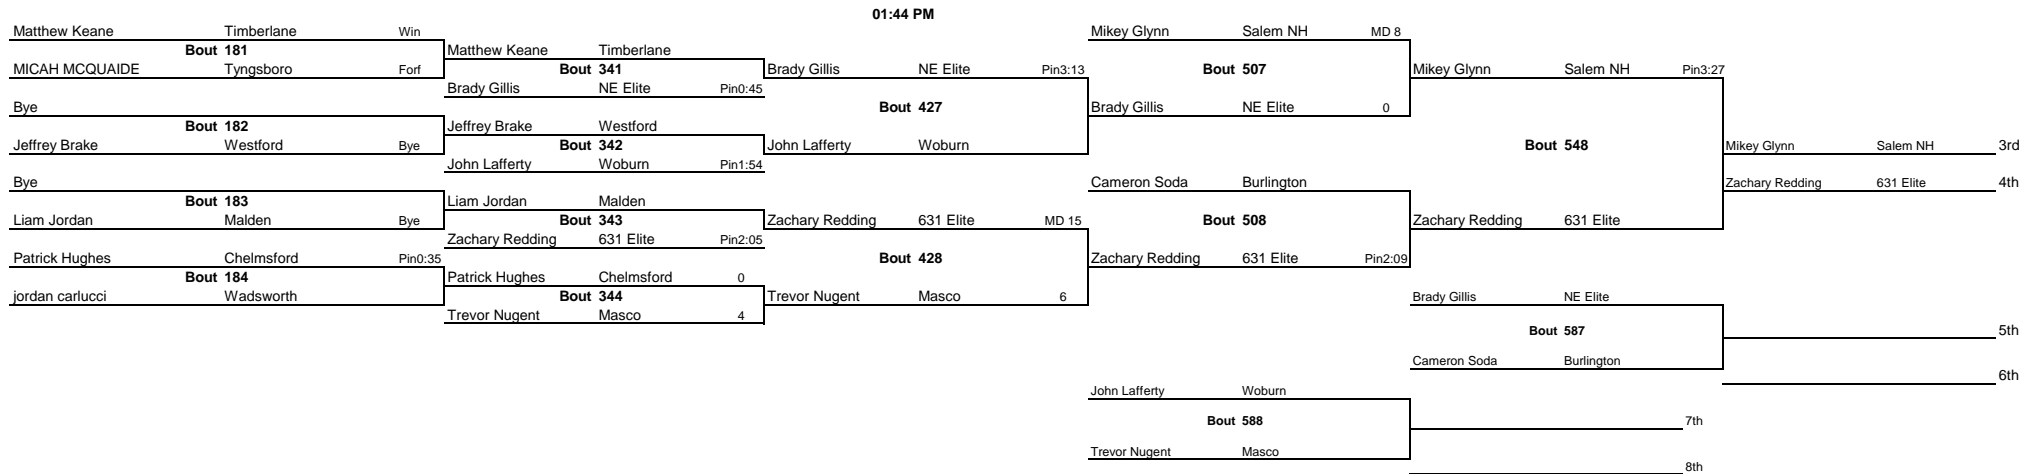 01:44 PM
Matthew Keane Timberlane Win
Bout 181
MICAH MCQUAIDE Tyngsboro Forf
Bye
Bout 182
Jeffrey Brake Westford Bye
Bye
Bout 183
Liam Jordan Malden Bye
Patrick Hughes Chelmsford Pin0:35
Bout 184
jordan carlucci Wadsworth
Matthew Keane Timberlane
Bout 341
Brady Gillis NE Elite Pin0:45
Jeffrey Brake Westford
Bout 342
John Lafferty Woburn Pin1:54
Liam Jordan Malden
Bout 343
Zachary Redding 631 Elite Pin2:05
Patrick Hughes Chelmsford 0
Bout 344
Trevor Nugent Masco 4
Brady Gillis NE Elite Pin3:13
Bout 427
John Lafferty Woburn
Zachary Redding 631 Elite MD 15
Bout 428
Trevor Nugent Masco 6
Mikey Glynn Salem NH MD 8
Bout 507
Brady Gillis NE Elite 0
Cameron Soda Burlington
Bout 508
Zachary Redding 631 Elite Pin2:09
Mikey Glynn Salem NH Pin3:27
Bout 548
Zachary Redding 631 Elite
Mikey Glynn Salem NH 3rd
Zachary Redding 631 Elite 4th
Brady Gillis NE Elite
Bout 587
Cameron Soda Burlington
5th
6th
John Lafferty Woburn
Bout 588
Trevor Nugent Masco
7th
8th